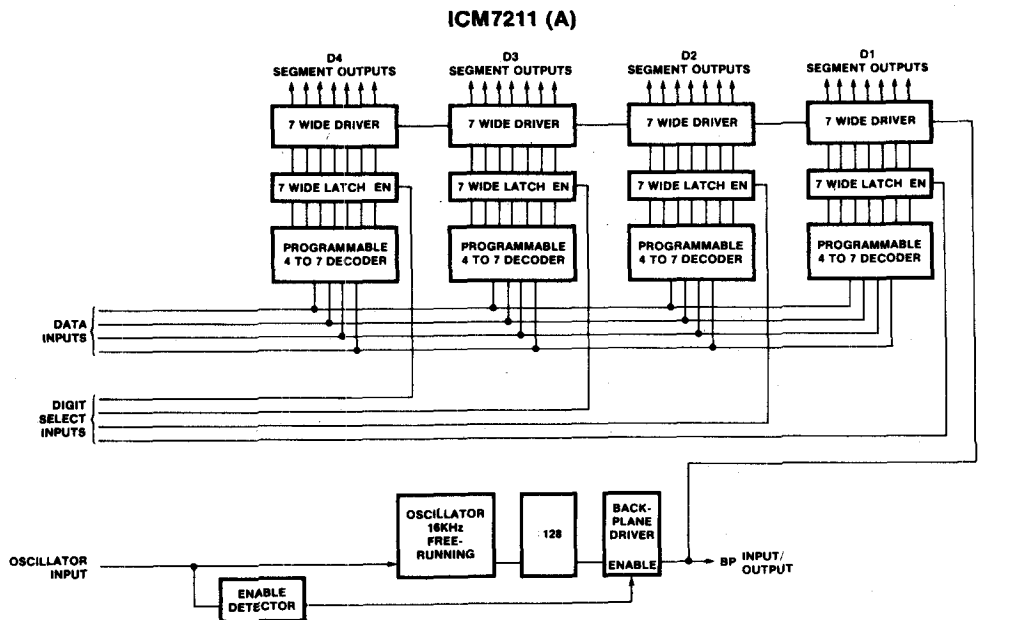 ICM7211 (A)
D4
SEGMENT OUTPUTS
D3
SEGMENT OUTPUTS
D2
SEGMENT OUTPUTS
D1
SEGMENT OUTPUTS
7 WIDE DRIVER
7 WIDE DRIVER
7 WIDE DRIVER
7 WIDE DRIVER
7 WIDE LATCH EN
7 WIDE LATCH EN
7 WIDE LATCH EN
7 WIDE LATCH EN
PROGRAMMABLE
4 TO 7 DECODER
PROGRAMMABLE
4 TO 7 DECODER
PROGRAMMABLE
4 TO 7 DECODER
PROGRAMMABLE
4 TO 7 DECODER
DATA
INPUTS
DIGIT
SELECT
INPUTS
OSCILLATOR
INPUT
OSCILLATOR
16KHz
FREE-
RUNNING
128
BACK-
PLANE
DRIVER
ENABLE
BP INPUT/
OUTPUT
ENABLE
DETECTOR